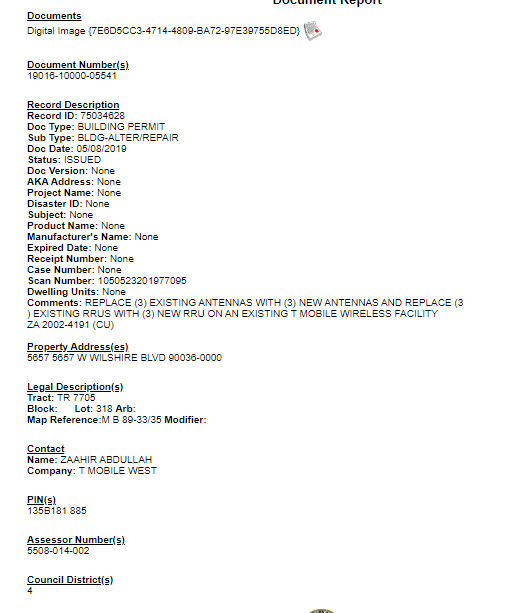 Document Report
Documents
Digital Image {7E6D5CC3-4714-4809-BA72-97E39755D8ED}
Document Number(s)
19016-10000-05541
Record Description
Record ID: 75034628
Doc Type: BUILDING PERMIT
Sub Type: BLDG-ALTER/REPAIR
Doc Date: 05/08/2019
Status: ISSUED
Doc Version: None
AKA Address: None
Project Name: None
Disaster ID: None
Subject: None
Product Name: None
Manufacturer's Name: None
Expired Date: None
Receipt Number: None
Case Number: None
Scan Number: 1050523201977095
Dwelling Units: None
Comments: REPLACE (3) EXISTING ANTENNAS WITH (3) NEW ANTENNAS AND REPLACE (3
) EXISTING RRUS WITH (3) NEW RRU ON AN EXISTING T MOBILE WIRELESS FACILITY
ZA 2002-4191 (CU)
Property Address(es)
5657 5657 W WILSHIRE BLVD 90036-0000
Legal Description(s)
Tract: TR 7705
Block: Lot: 318 Arb:
Map Reference:M B 89-33/35 Modifier:
Contact
Name: ZAAHIR ABDULLAH
Company: T MOBILE WEST
PIN(s)
135B181 885
Assessor Number(s)
5508-014-002
Council District(s)
4